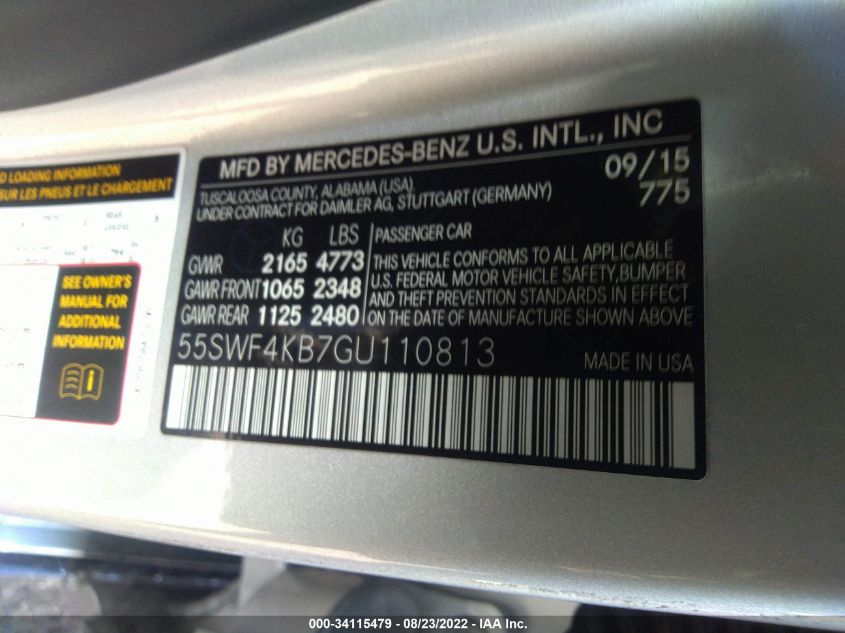 D LOADING INFORMATION
SUR LES PNEUS ET LE CHARGEMENT
SEE OWNER'S
MANUAL FOR
ADDITIONAL
INFORMATION
MFD BY MERCEDES-BENZ U.S. INTL., INC
TUSCALOOSA COUNTY, ALABAMA (USA). 09/15
UNDER CONTRACT FOR DAIMLER AG, STUTTGART (GERMANY) 775
KG LBS PASSENGER CAR
GVWR 2165 4773 THIS VEHICLE CONFORMS TO ALL APPLICABLE
U.S. FEDERAL MOTOR VEHICLE SAFETY, BUMPER
GAWR FRONT 1065 2348 AND THEFT PREVENTION STANDARDS IN EFFECT
GAWR REAR 1125 2480 ON THE DATE OF MANUFACTURE SHOWN ABOVE
55SWF4KB7GU110813 MADE IN USA
000-34115479 - 08/23/2022 - IAA Inc.